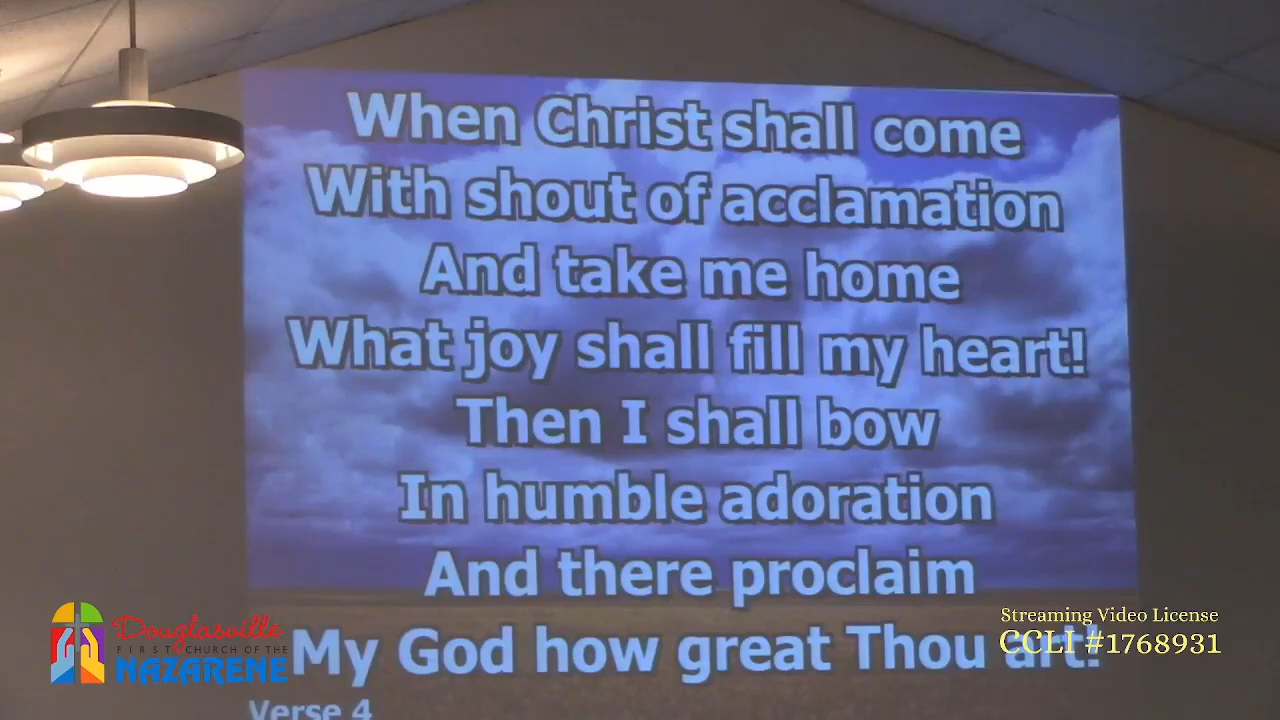 When Christ shall come
With shout of acclamation
And take me home
What joy shall fill my heart!
Then I shall bow
In humble adoration
And there proclaim
My God how great Thou art!
Verse 4
Douglasville
FIRST CHURCH OF THE
NAZARENE
Streaming Video License
CCLI #1768931